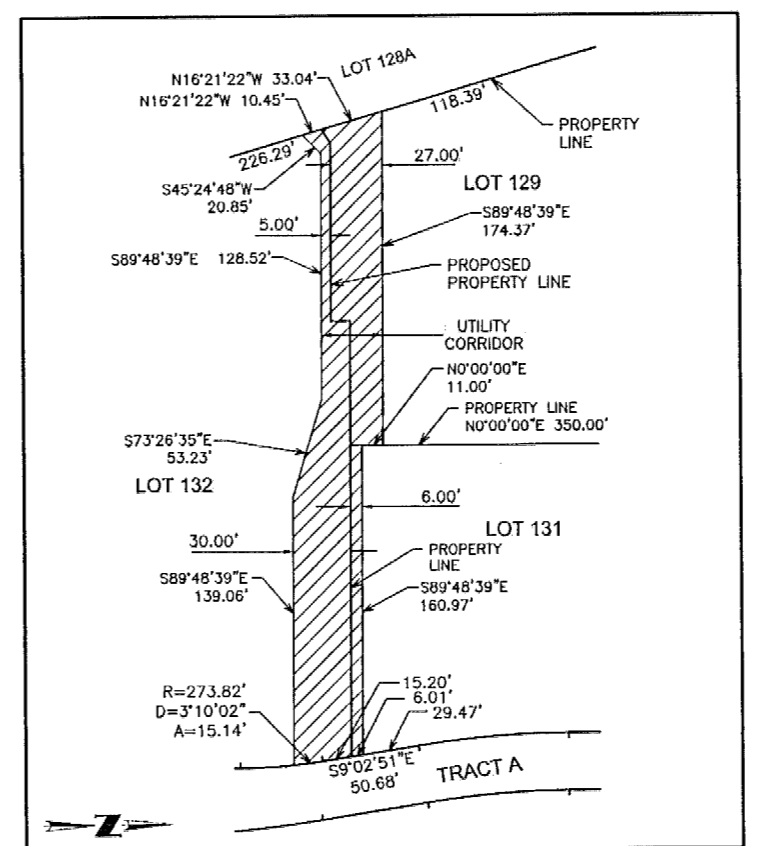 LOT 128A
N16°21'22"W 33.04'
N16°21'22"W 10.45'
118.39'
PROPERTY
LINE
226.29'
27.00'
LOT 129
S45°24'48"W
20.85'
S89°48'39"E
174.37'
5.00'
S89°48'39"E 128.52'
PROPOSED
PROPERTY LINE
UTILITY
CORRIDOR
N0°00'00"E
11.00'
PROPERTY LINE
N0°00'00"E 350.00'
S73°26'35"E
53.23'
LOT 132
6.00'
LOT 131
30.00'
PROPERTY
LINE
S89°48'39"E
139.06'
S89°48'39"E
160.97'
R=273.82'
D=3°10'02"
A=15.14'
15.20'
6.01'
29.47'
S9°02'51"E
50.68'
TRACT A
N